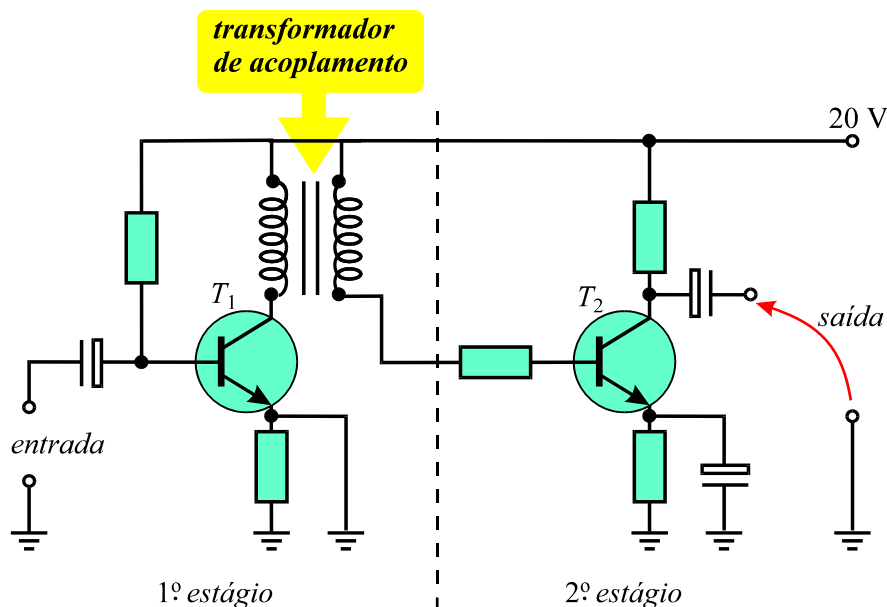 transformador
de acoplamento
20 V
T1
T2
saída
entrada
1º estágio
2º estágio